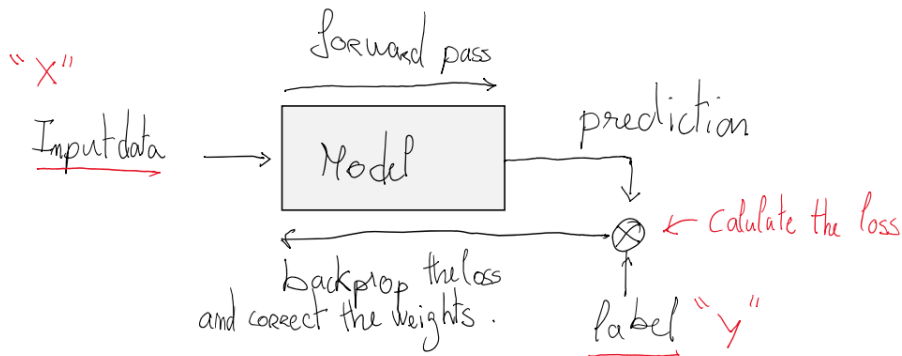 forward pass
"X"
Input data
Model
prediction
calulate the loss
backprop the loss
and correct the weights.
label "y"